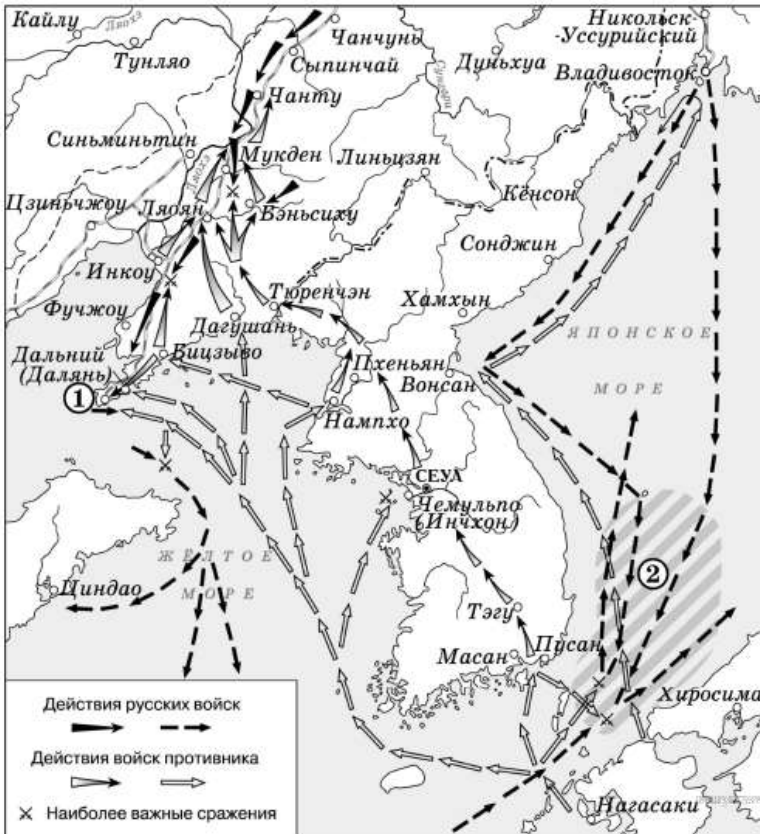 Кайлу
Ляохэ
Тунляо
Чанчунь
Сыпинчай
Чанту
Сунгари
Дуньхуа
Никольск-
Уссурийский
Владивосток
Синьминьтин
Ляохэ
Мукден
Линьцзян
Кёнсон
Цзиньчжоу
Ляоян
Вэньсиху
Сонджин
Инкоу
Тюренчэн
Хамхын
Фучжоу
Дагушань
ЯПОНСКОЕ
МОРЕ
Дальний
(Далянь)
Бицзыво
Пхеньян
Вонсан
1
Нампхо
СЕУЛ
Чемульпо
(Инчхон)
ЖЁЛТОЕ
МОРЕ
Циндао
2
Тэгу
Масан
Пусан
Хиросима
Нагасаки
Действия русских войск
Действия войск противника
Наиболее важные сражения